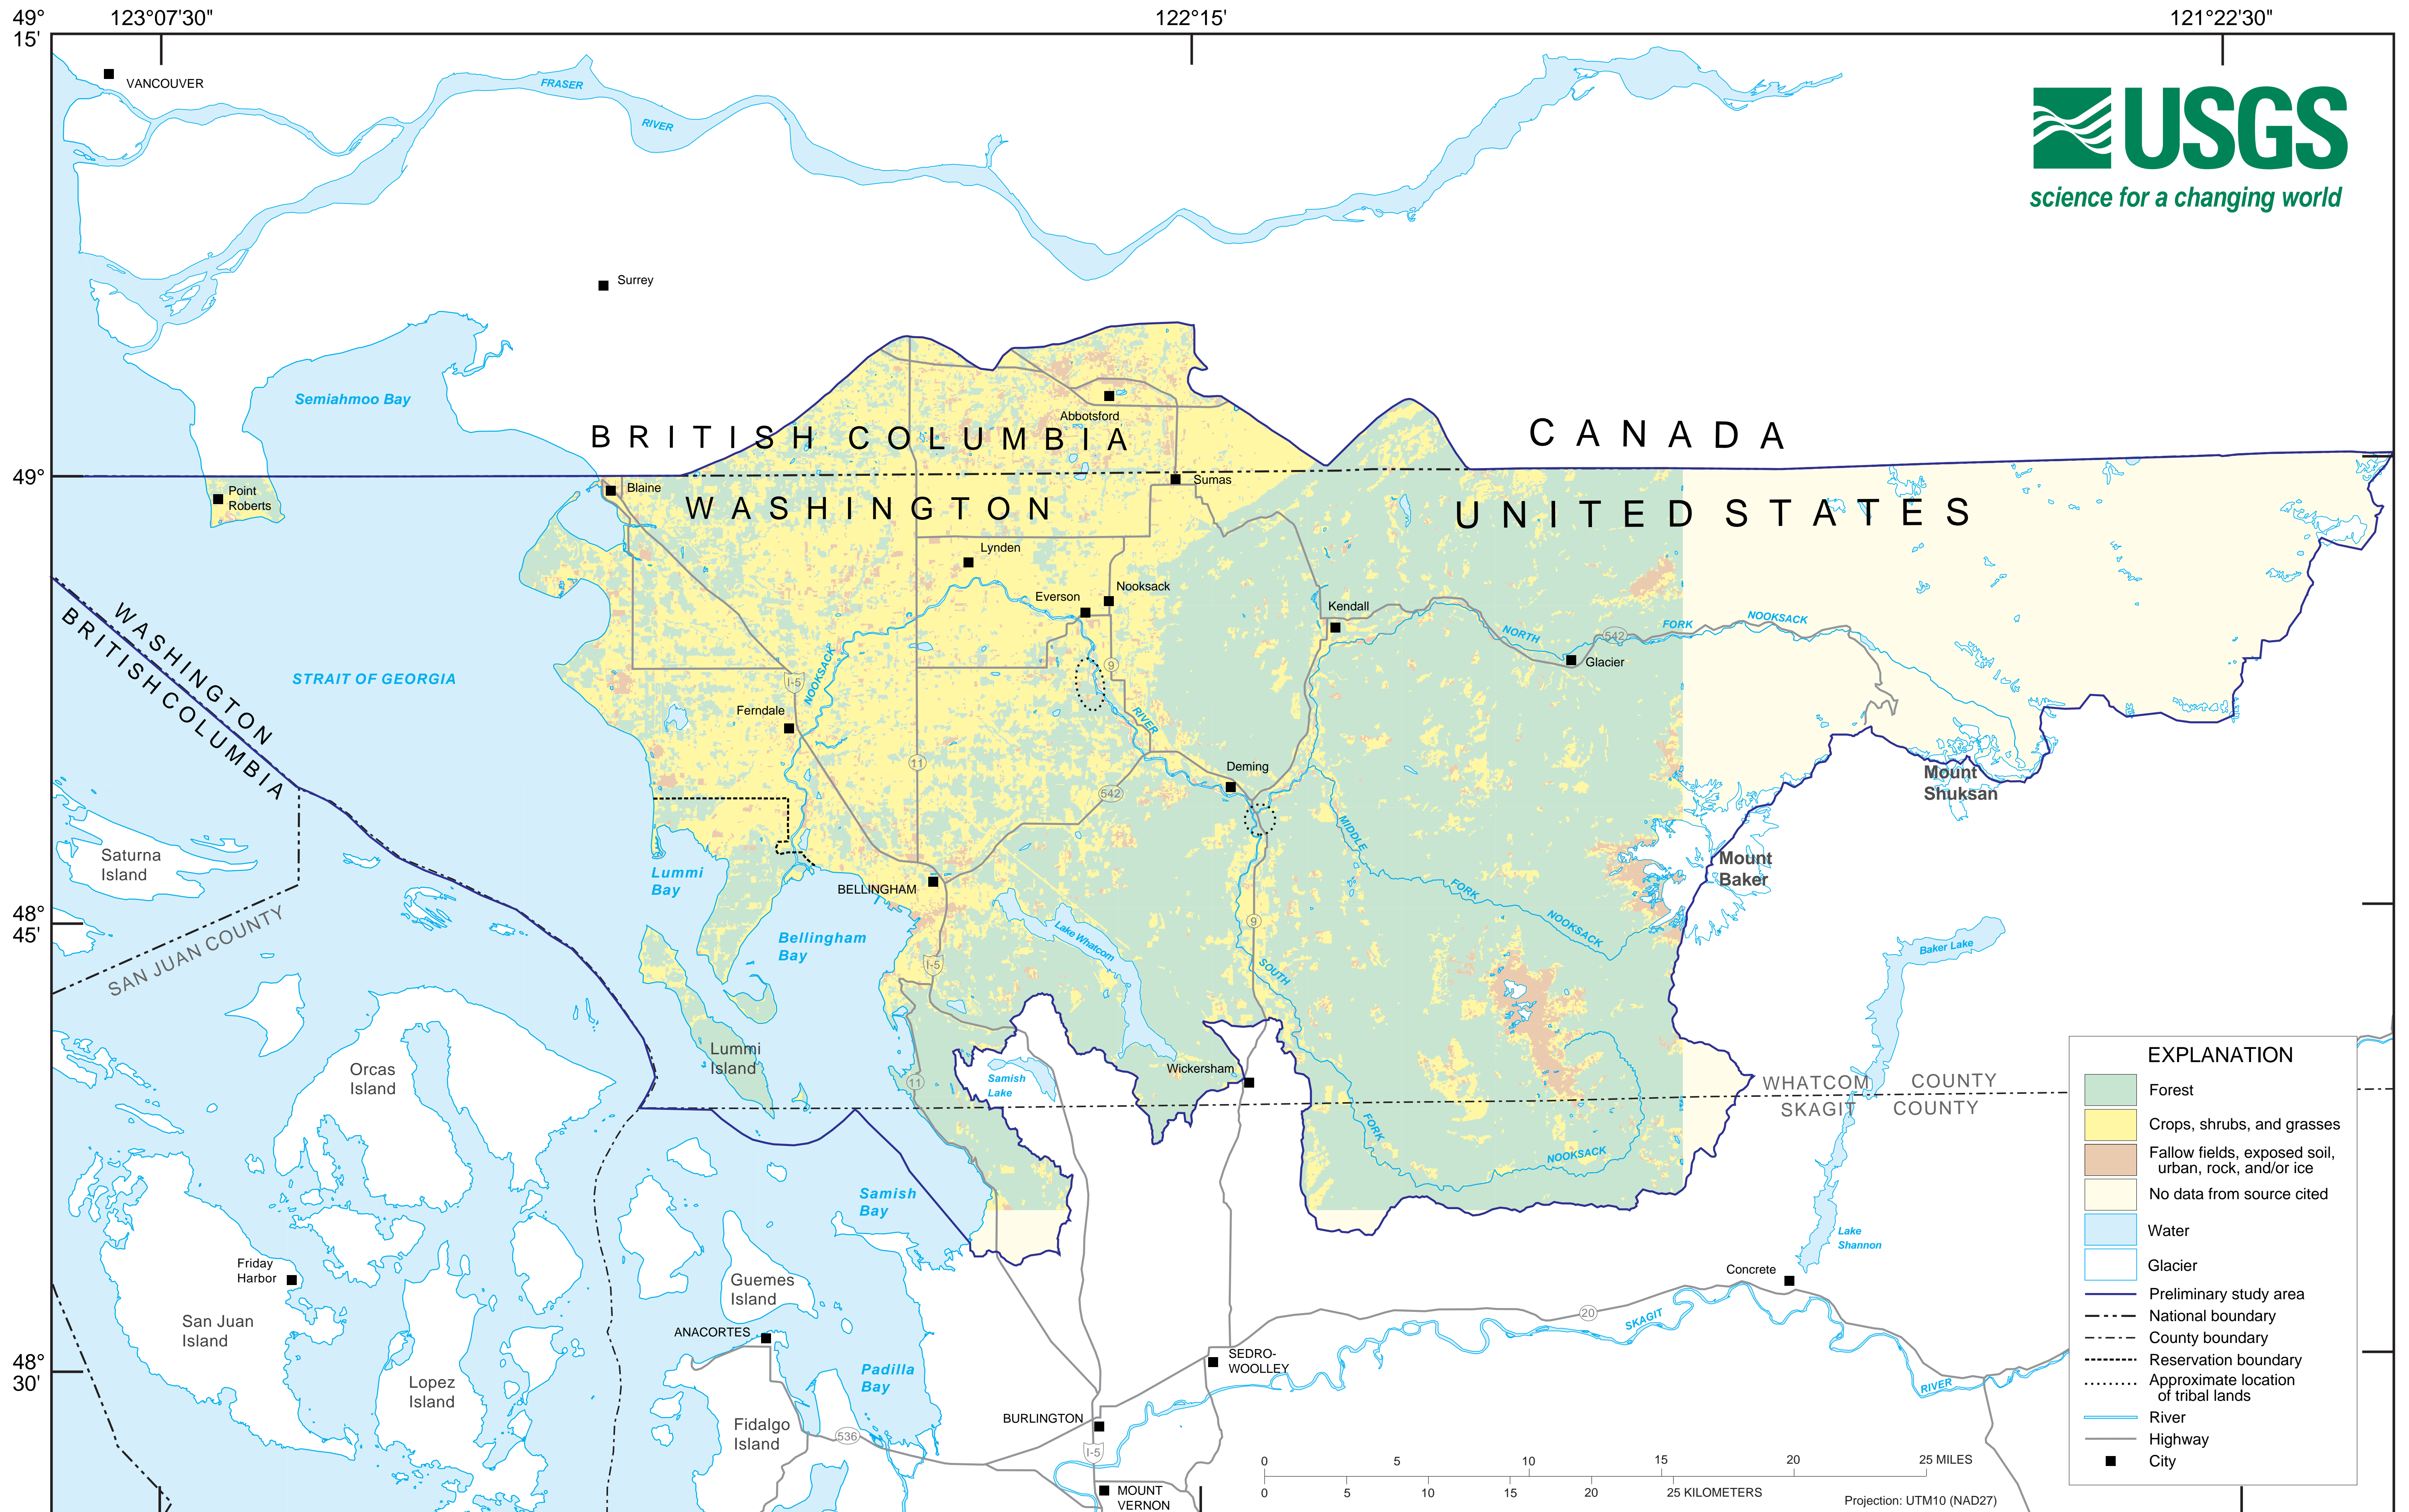 49°
15'
123°07'30"
122°15'
121°22'30"
VANCOUVER
FRASER
RIVER
USGS
science for a changing world
Surrey
Semiahmoo Bay
Abbotsford
BRITISH COLUMBIA
CANADA
49°
Point
Roberts
Blaine
Sumas
WASHINGTON
UNITED STATES
Lynden
Nooksack
Everson
Kendall
NORTH
FORK
NOOKSACK
542
Glacier
WASHINGTON
BRITISH COLUMBIA
STRAIT OF GEORGIA
I-5
NOOKSACK
9
RIVER
Ferndale
11
542
Deming
Mount
Shuksan
MIDDLE
FORK
NOOKSACK
Mount
Baker
Saturna
Island
Lummi
Bay
BELLINGHAM
48°
45'
SAN JUAN COUNTY
Bellingham
Bay
Lake Whatcom
9
Baker Lake
I-5
SOUTH
Orcas
Island
Lummi
Island
11
Samish
Lake
Wickersham
WHATCOM COUNTY
SKAGIT COUNTY
FORK
NOOKSACK
Samish
Bay
Lake
Shannon
Friday
Harbor
Guemes
Island
Concrete
San Juan
Island
ANACORTES
20
SKAGIT
RIVER
48°
30'
SEDRO-
WOOLLEY
Lopez
Island
Padilla
Bay
Fidalgo
Island
536
BURLINGTON
I-5
MOUNT
VERNON
0 5 10 15 20 25 MILES
0 5 10 15 20 25 KILOMETERS
Projection: UTM10 (NAD27)
EXPLANATION
Forest
Crops, shrubs, and grasses
Fallow fields, exposed soil,
urban, rock, and/or ice
No data from source cited
Water
Glacier
Preliminary study area
National boundary
County boundary
Reservation boundary
Approximate location
of tribal lands
River
Highway
City